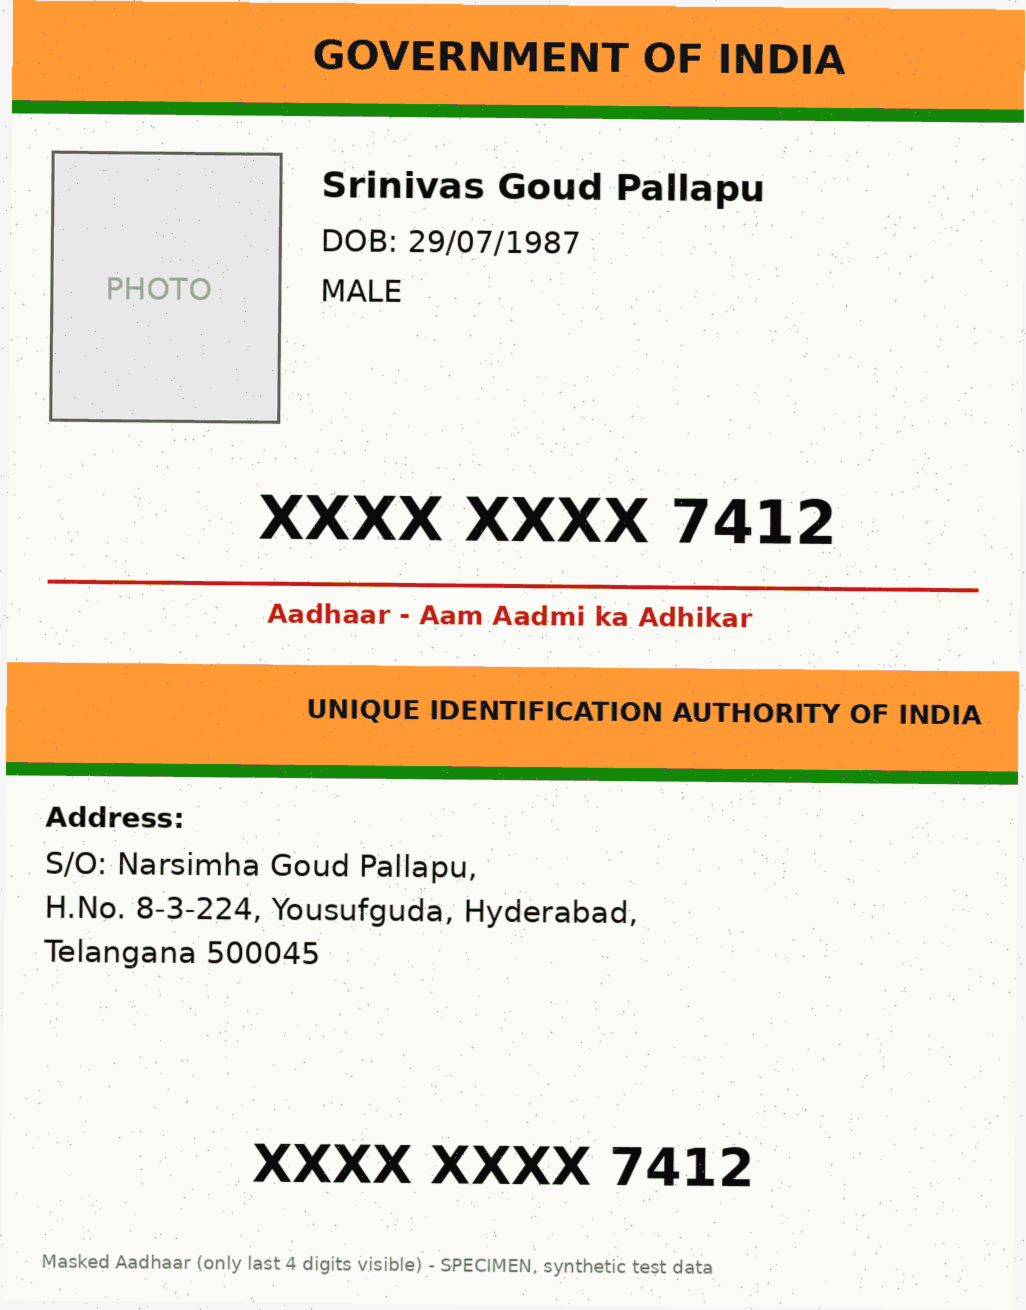 GOVERNMENT OF INDIA
PHOTO
Srinivas Goud Pallapu
DOB: 29/07/1987
MALE
XXXX XXXX 7412
Aadhaar - Aam Aadmi ka Adhikar
UNIQUE IDENTIFICATION AUTHORITY OF INDIA
Address:
S/O: Narsimha Goud Pallapu,
H.No. 8-3-224, Yousufguda, Hyderabad,
Telangana 500045
XXXX XXXX 7412
Masked Aadhaar (only last 4 digits visible) - SPECIMEN, synthetic test data